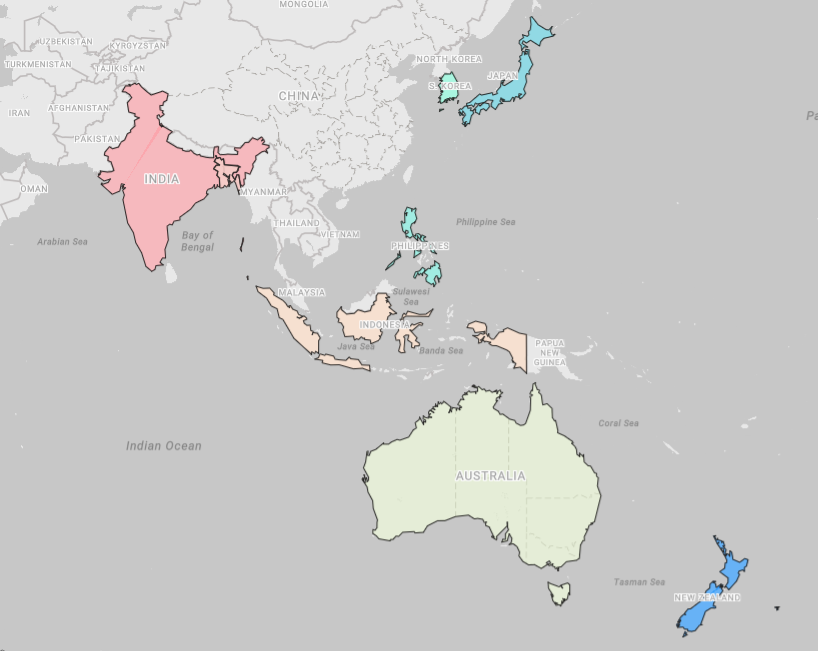 MONGOLIA
UZBEKISTAN
KYRGYZSTAN
TURKMENISTAN
TAJIKISTAN
NORTH KOREA
JAPAN
S. KOREA
CHINA
AFGHANISTAN
IRAN
Pa
PAKISTAN
INDIA
OMAN
MYANMAR
THAILAND
Philippine Sea
VIETNAM
Bay of
Bengal
Arabian Sea
PHILIPPINES
MALAYSIA
Sulawesi
Sea
INDONESIA
Java Sea
Banda Sea
PAPUA
NEW
GUINEA
Coral Sea
Indian Ocean
AUSTRALIA
Tasman Sea
NEW ZEALAND